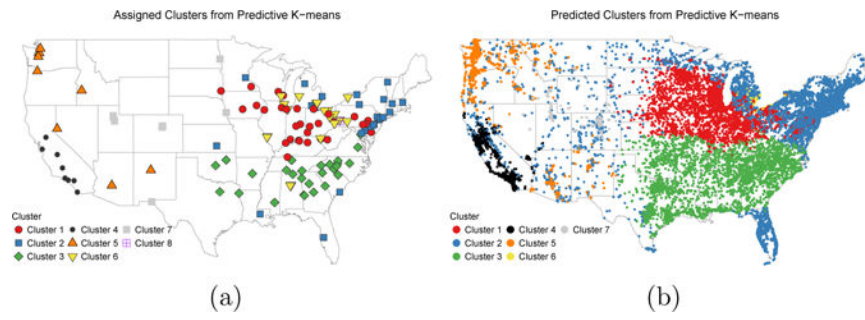 Assigned Clusters from Predictive K-means
Cluster
Cluster 1
Cluster 4
Cluster 7
Cluster 2
Cluster 5
Cluster 8
Cluster 3
Cluster 6
(a)
Predicted Clusters from Predictive K-means
Cluster
Cluster 1
Cluster 4
Cluster 7
Cluster 2
Cluster 5
Cluster 3
Cluster 6
(b)